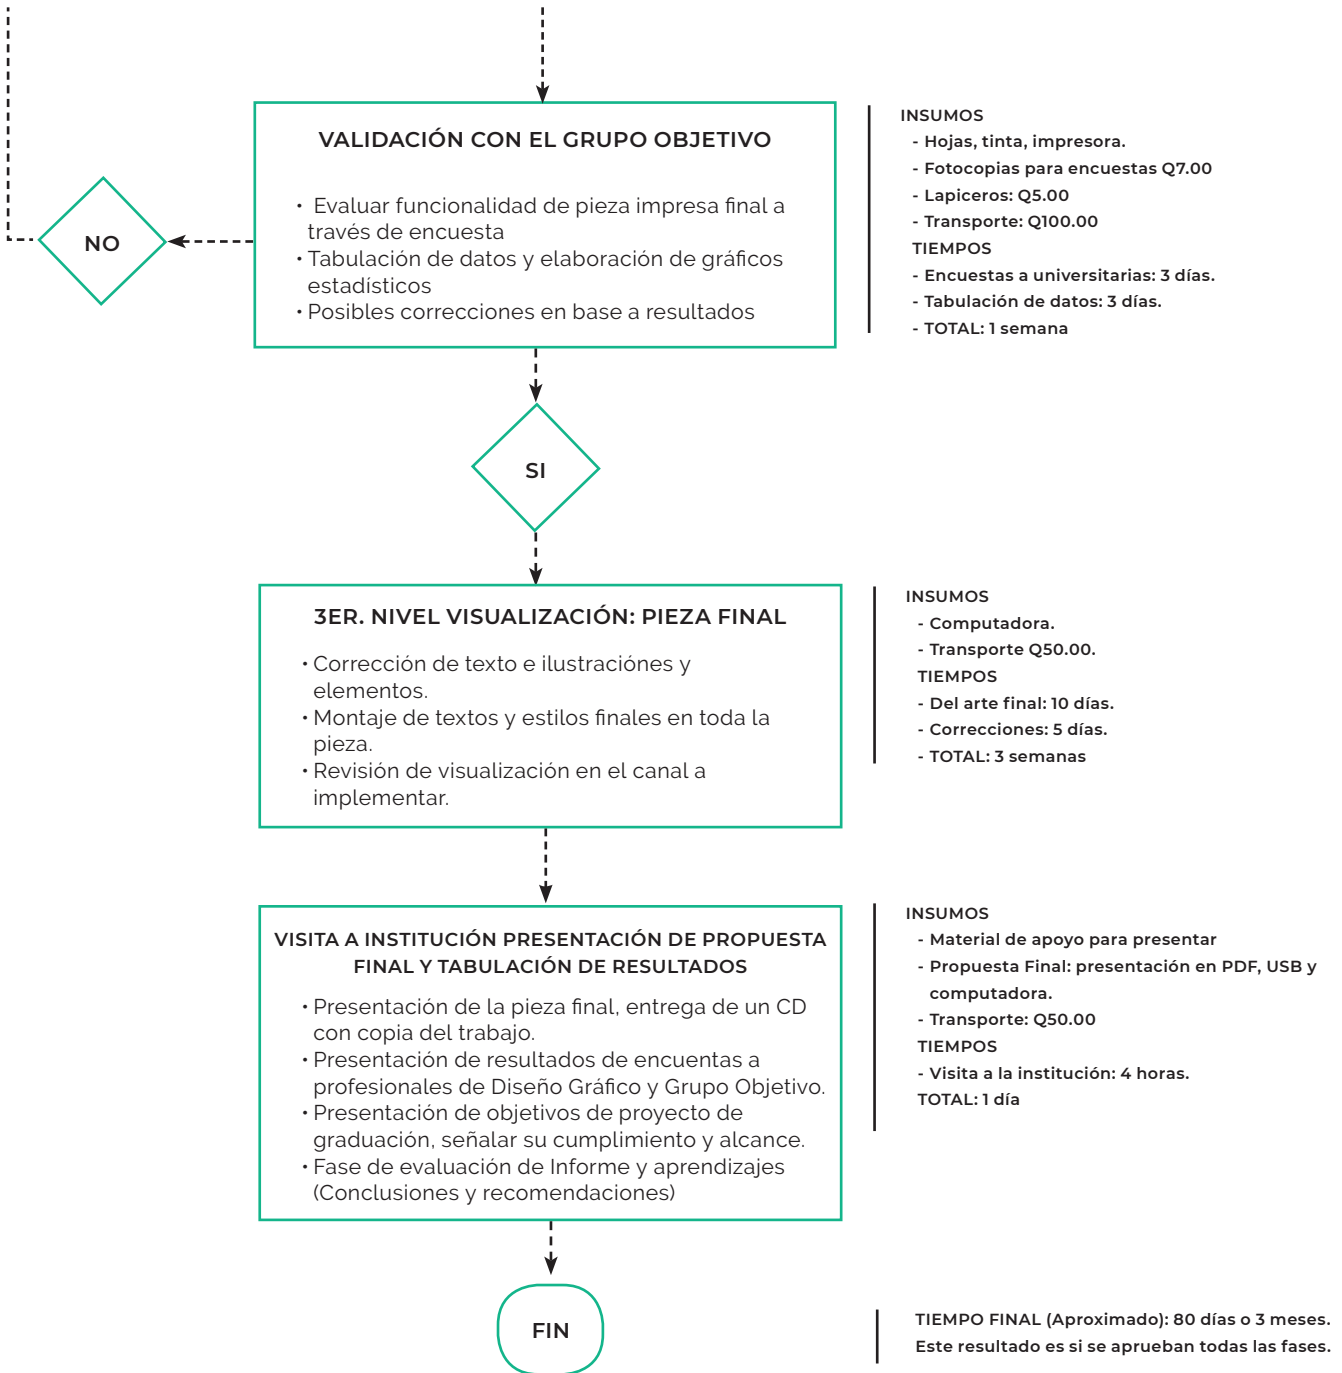 VALIDACIÓN CON EL GRUPO OBJETIVO
• Evaluar funcionalidad de pieza impresa final a
través de encuesta
• Tabulación de datos y elaboración de gráficos
estadísticos
• Posibles correcciones en base a resultados
INSUMOS
- Hojas, tinta, impresora.
- Fotocopias para encuestas Q7.00
- Lapiceros: Q5.00
- Transporte: Q100.00
TIEMPOS
- Encuestas a universitarias: 3 días.
- Tabulación de datos: 3 días.
- TOTAL: 1 semana
NO
SI
3ER. NIVEL VISUALIZACIÓN: PIEZA FINAL
• Corrección de texto e ilustraciónes y
elementos.
• Montaje de textos y estilos finales en toda la
pieza.
• Revisión de visualización en el canal a
implementar.
INSUMOS
- Computadora.
- Transporte Q50.00.
TIEMPOS
- Del arte final: 10 días.
- Correcciones: 5 días.
- TOTAL: 3 semanas
VISITA A INSTITUCIÓN PRESENTACIÓN DE PROPUESTA
FINAL Y TABULACIÓN DE RESULTADOS
• Presentación de la pieza final, entrega de un CD
con copia del trabajo.
• Presentación de resultados de encuentas a
profesionales de Diseño Gráfico y Grupo Objetivo.
• Presentación de objetivos de proyecto de
graduación, señalar su cumplimiento y alcance.
• Fase de evaluación de Informe y aprendizajes
(Conclusiones y recomendaciones)
INSUMOS
- Material de apoyo para presentar
- Propuesta Final: presentación en PDF, USB y
computadora.
- Transporte: Q50.00
TIEMPOS
- Visita a la institución: 4 horas.
TOTAL: 1 día
FIN
TIEMPO FINAL (Aproximado): 80 días o 3 meses.
Este resultado es si se aprueban todas las fases.